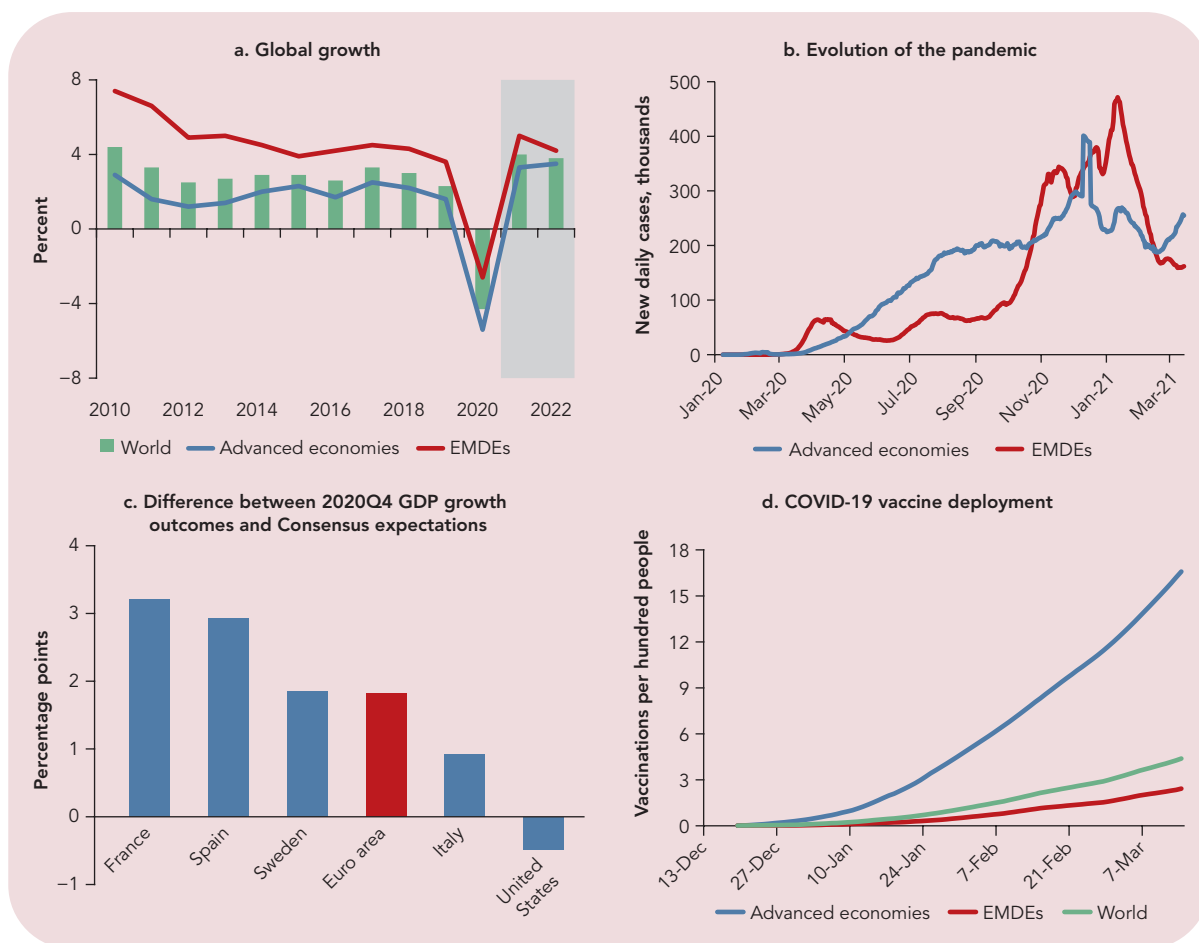 a. Global growth
Percent
8
4
0
−4
−8
2010 2012 2014 2016 2018 2020 2022
World Advanced economies EMDEs
b. Evolution of the pandemic
New daily cases, thousands
500
400
300
200
100
0
Jan-20 Mar-20 May-20 Jul-20 Sep-20 Nov-20 Jan-21 Mar-21
Advanced economies EMDEs
c. Difference between 2020Q4 GDP growth
outcomes and Consensus expectations
Percentage points
4
3
2
1
0
−1
France Spain Sweden Euro area Italy United
States
d. COVID-19 vaccine deployment
Vaccinations per hundred people
18
15
12
9
6
3
0
13-Dec 27-Dec 10-Jan 24-Jan 7-Feb 21-Feb 7-Mar
Advanced economies EMDEs World